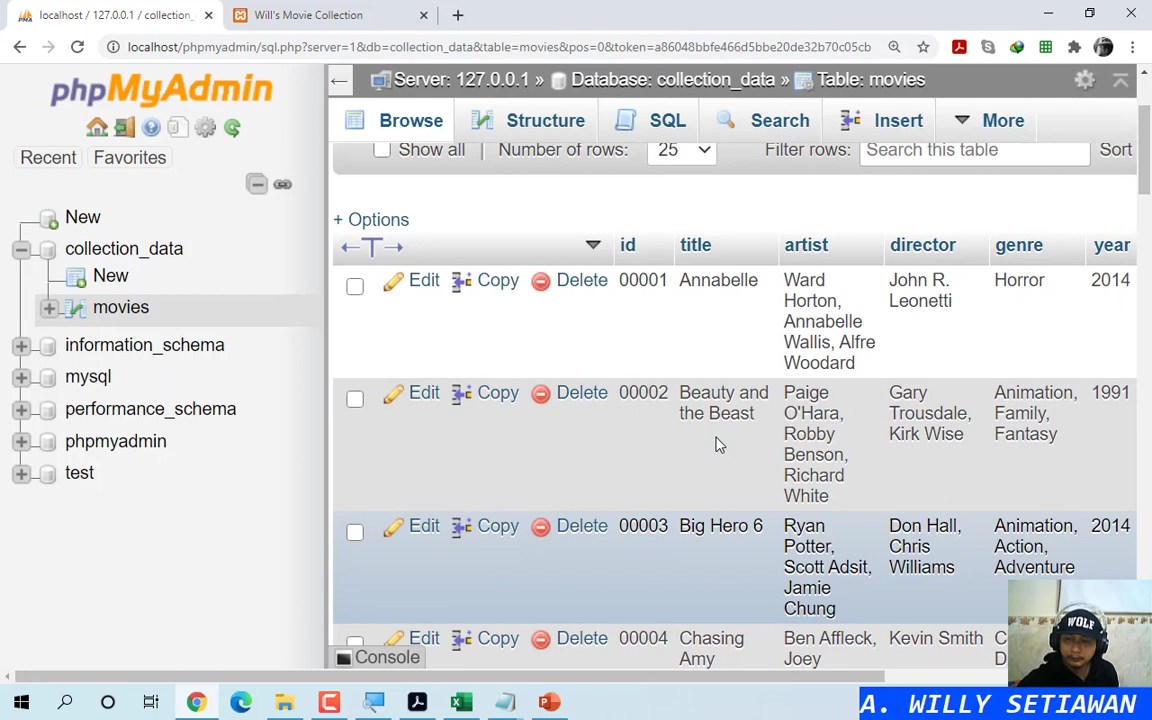 localhost / 127.0.0.1 / collection_
Will's Movie Collection
localhost/phpmyadmin/sql.php?server=1&db=collection_data&table=movies&pos=0&token=a86048bbfe466d5bbe20de32b70c05cb
phpMyAdmin
Recent Favorites
New
collection_data
New
movies
information_schema
mysql
performance_schema
phpmyadmin
test
Server: 127.0.0.1 » Database: collection_data » Table: movies
Browse Structure SQL Search Insert More
Show all | Number of rows: 25 Filter rows: Search this table Sort
+ Options
id title artist director genre year
Edit Copy Delete 00001 Annabelle Ward John R. Horror 2014
Horton, Leonetti
Annabelle
Wallis, Alfre
Woodard
Edit Copy Delete 00002 Beauty and Paige Gary Animation, 1991
the Beast O'Hara, Trousdale, Family,
Robby Kirk Wise Fantasy
Benson,
Richard
White
Edit Copy Delete 00003 Big Hero 6 Ryan Don Hall, Animation, 2014
Potter, Chris Action,
Scott Adsit, Williams Adventure
Jamie
Chung
Edit Copy Delete 00004 Chasing Ben Affleck, Kevin Smith
Amy Joey
Console
WOLF
A. WILLY SETIAWAN